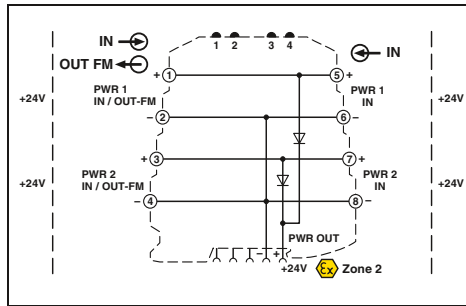 IN
1 2 3 4
IN
OUT FM
+ 1
5 +
PWR 1
IN / OUT-FM
PWR 1
IN
+24V
+24V
– 2
6 –
+ 3
7 +
PWR 2
IN / OUT-FM
PWR 2
IN
+24V
+24V
– 4
8 –
PWR OUT
– +
+24V
Ex Zone 2